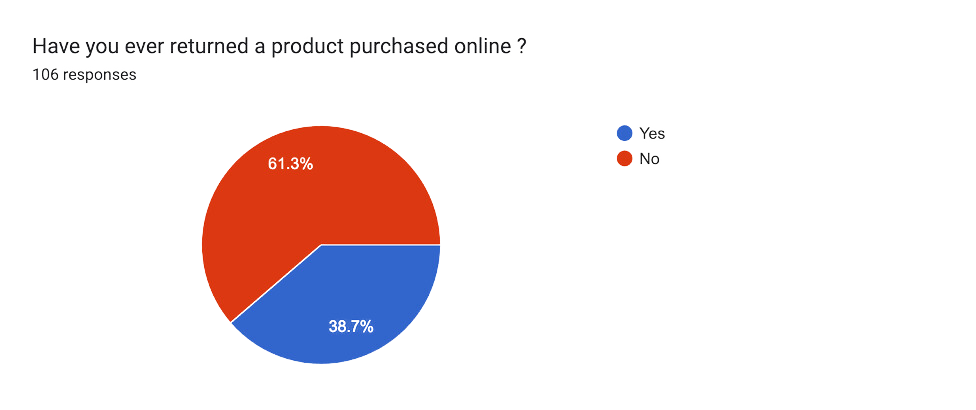 Have you ever returned a product purchased online ?
106 responses
Yes
No
61.3%
38.7%